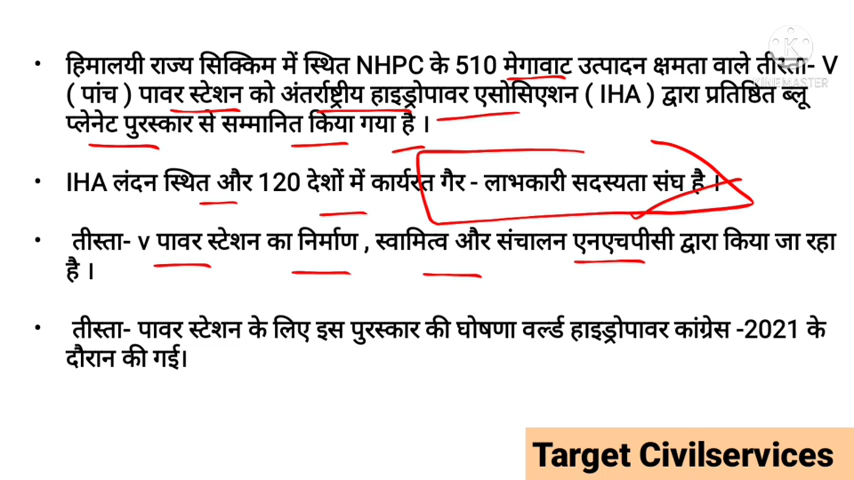 • हिमालयी राज्य सिक्किम में स्थित NHPC के 510 मेगावाट उत्पादन क्षमता वाले तीस्ता- V
( पांच ) पावर स्टेशन को अंतर्राष्ट्रीय हाइड्रोपावर एसोसिएशन ( IHA ) द्वारा प्रतिष्ठित ब्लू
प्लेनेट पुरस्कार से सम्मानित किया गया है ।
• IHA लंदन स्थित और 120 देशों में कार्यरत गैर - लाभकारी सदस्यता संघ है ।
• तीस्ता- v पावर स्टेशन का निर्माण , स्वामित्व और संचालन एनएचपीसी द्वारा किया जा रहा
है ।
• तीस्ता- पावर स्टेशन के लिए इस पुरस्कार की घोषणा वर्ल्ड हाइड्रोपावर कांग्रेस -2021 के
दौरान की गई।
K
KINEMASTER
Target Civilservices